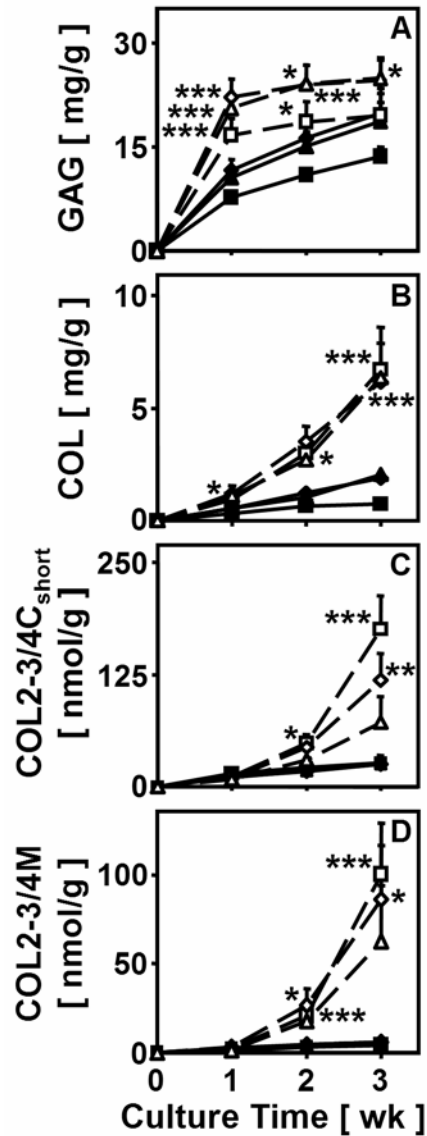 A
GAG [ mg/g ]
30
15
0
***
***
***
*
*
***
*
B
COL [ mg/g ]
10
5
0
*
*
***
***
C
COL2-3/4Cshort
[ nmol/g ]
250
125
0
*
***
**
D
COL2-3/4M
[ nmol/g ]
100
50
0
*
***
***
*
0 1 2 3
Culture Time [ wk ]